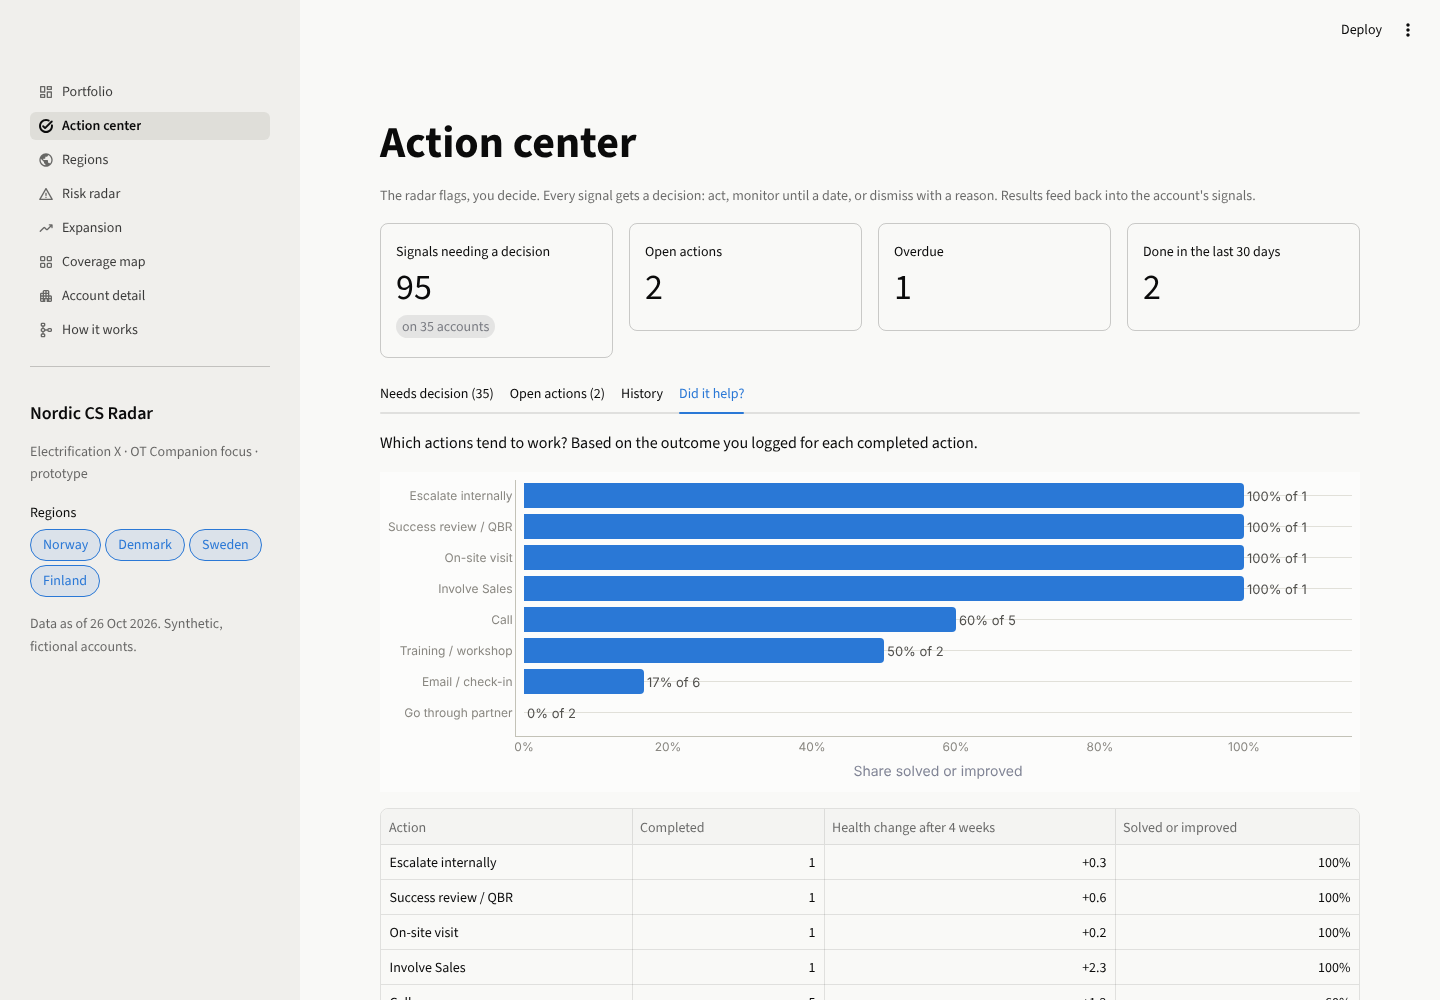 Deploy
Portfolio
Action center
Regions
Risk radar
Expansion
Coverage map
Account detail
How it works
Nordic CS Radar
Electrification X · OT Companion focus ·
prototype
Regions
Norway Denmark Sweden
Finland
Data as of 26 Oct 2026. Synthetic,
fictional accounts.
Action center
The radar flags, you decide. Every signal gets a decision: act, monitor until a date, or dismiss with a reason. Results feed back into the account's signals.
Signals needing a decision
95
on 35 accounts
Open actions
2
Overdue
1
Done in the last 30 days
2
Needs decision (35) Open actions (2) History Did it help?
Which actions tend to work? Based on the outcome you logged for each completed action.
Escalate internally 100% of 1
Success review / QBR 100% of 1
On-site visit 100% of 1
Involve Sales 100% of 1
Call 60% of 5
Training / workshop 50% of 2
Email / check-in 17% of 6
Go through partner 0% of 2
0% 20% 40% 60% 80% 100%
Share solved or improved
Action Completed Health change after 4 weeks Solved or improved
Escalate internally 1 +0.3 100%
Success review / QBR 1 +0.6 100%
On-site visit 1 +0.2 100%
Involve Sales 1 +2.3 100%